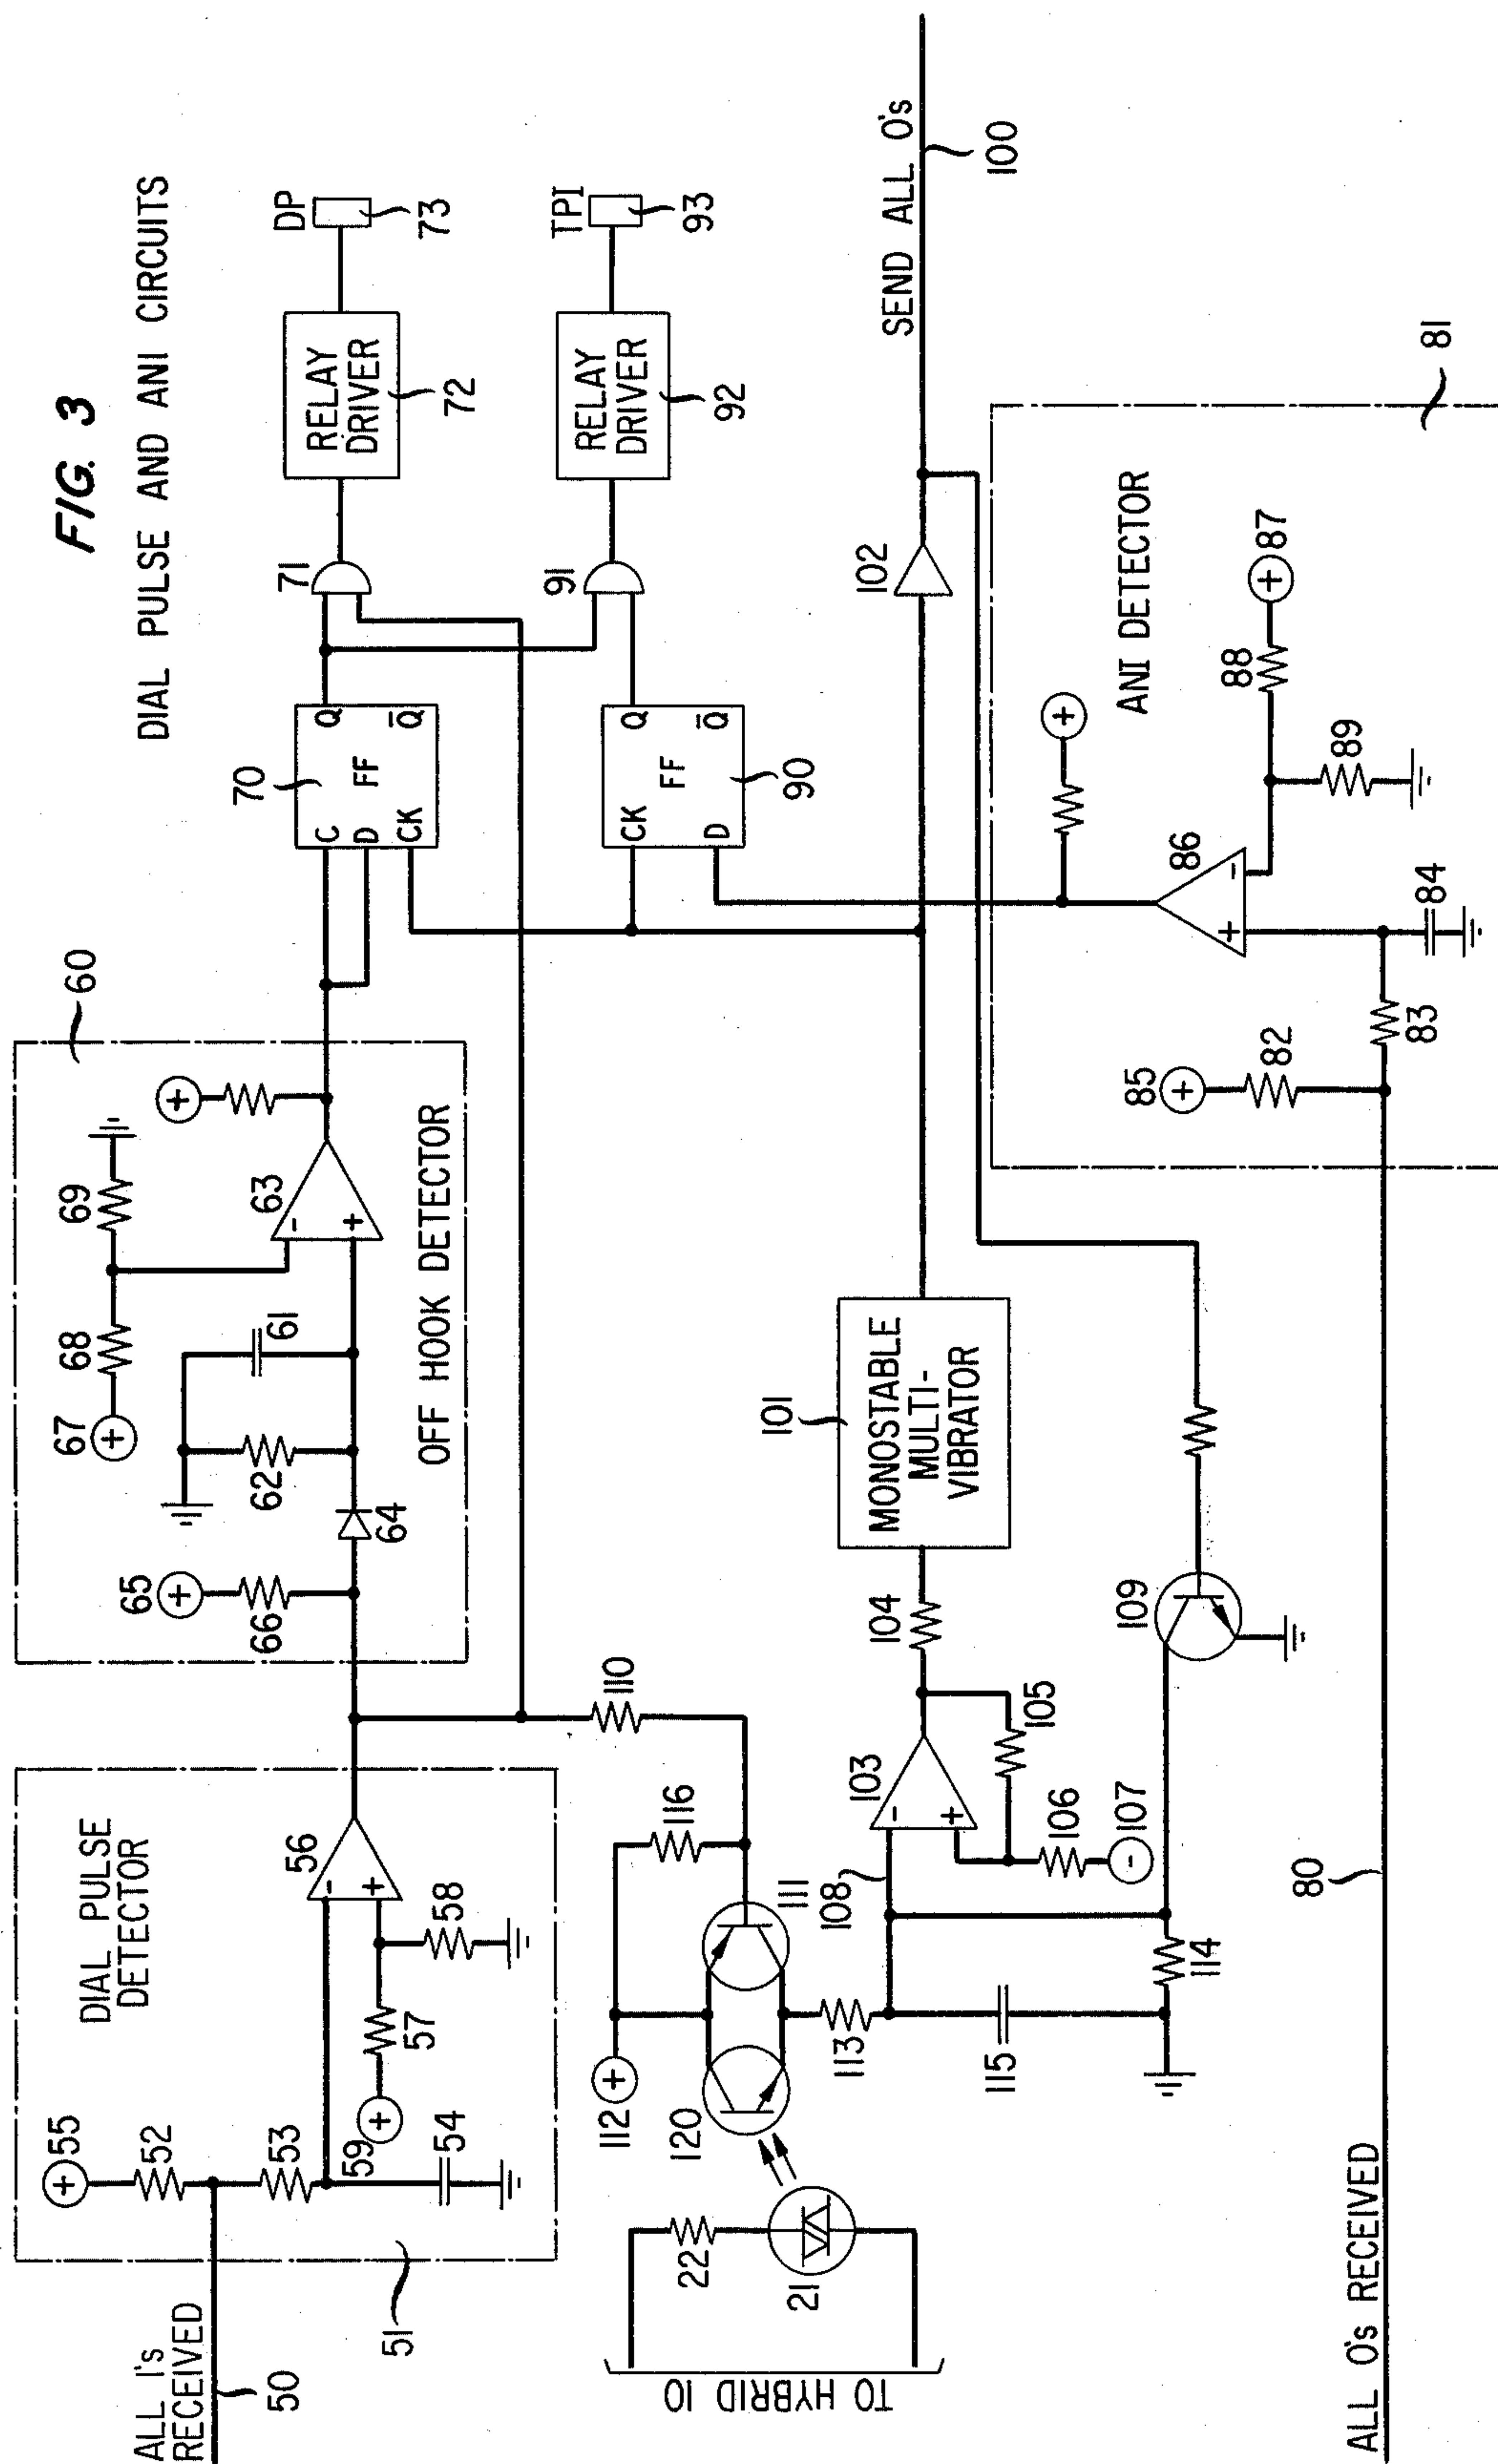 FIG. 3
DIAL PULSE AND ANI CIRCUITS
ALL 1's
RECEIVED
50
51
DIAL PULSE
DETECTOR
55
52
53
54
59
57
58
56
60
OFF HOOK DETECTOR
65
66
64
62
61
67
68
69
63
70
C
D
CK
FF
Q
Q̅
71
RELAY
DRIVER
72
DP
73
CK
D
FF
Q
Q̅
90
91
RELAY
DRIVER
92
TPI
93
TO HYBRID 10
22
21
120
112
111
116
110
113
115
114
108
103
104
105
106
107
109
101
MONOSTABLE
MULTI-
VIBRATOR
102
SEND ALL 0's
100
ALL 0's RECEIVED
80
81
ANI DETECTOR
85
82
83
84
86
87
88
89